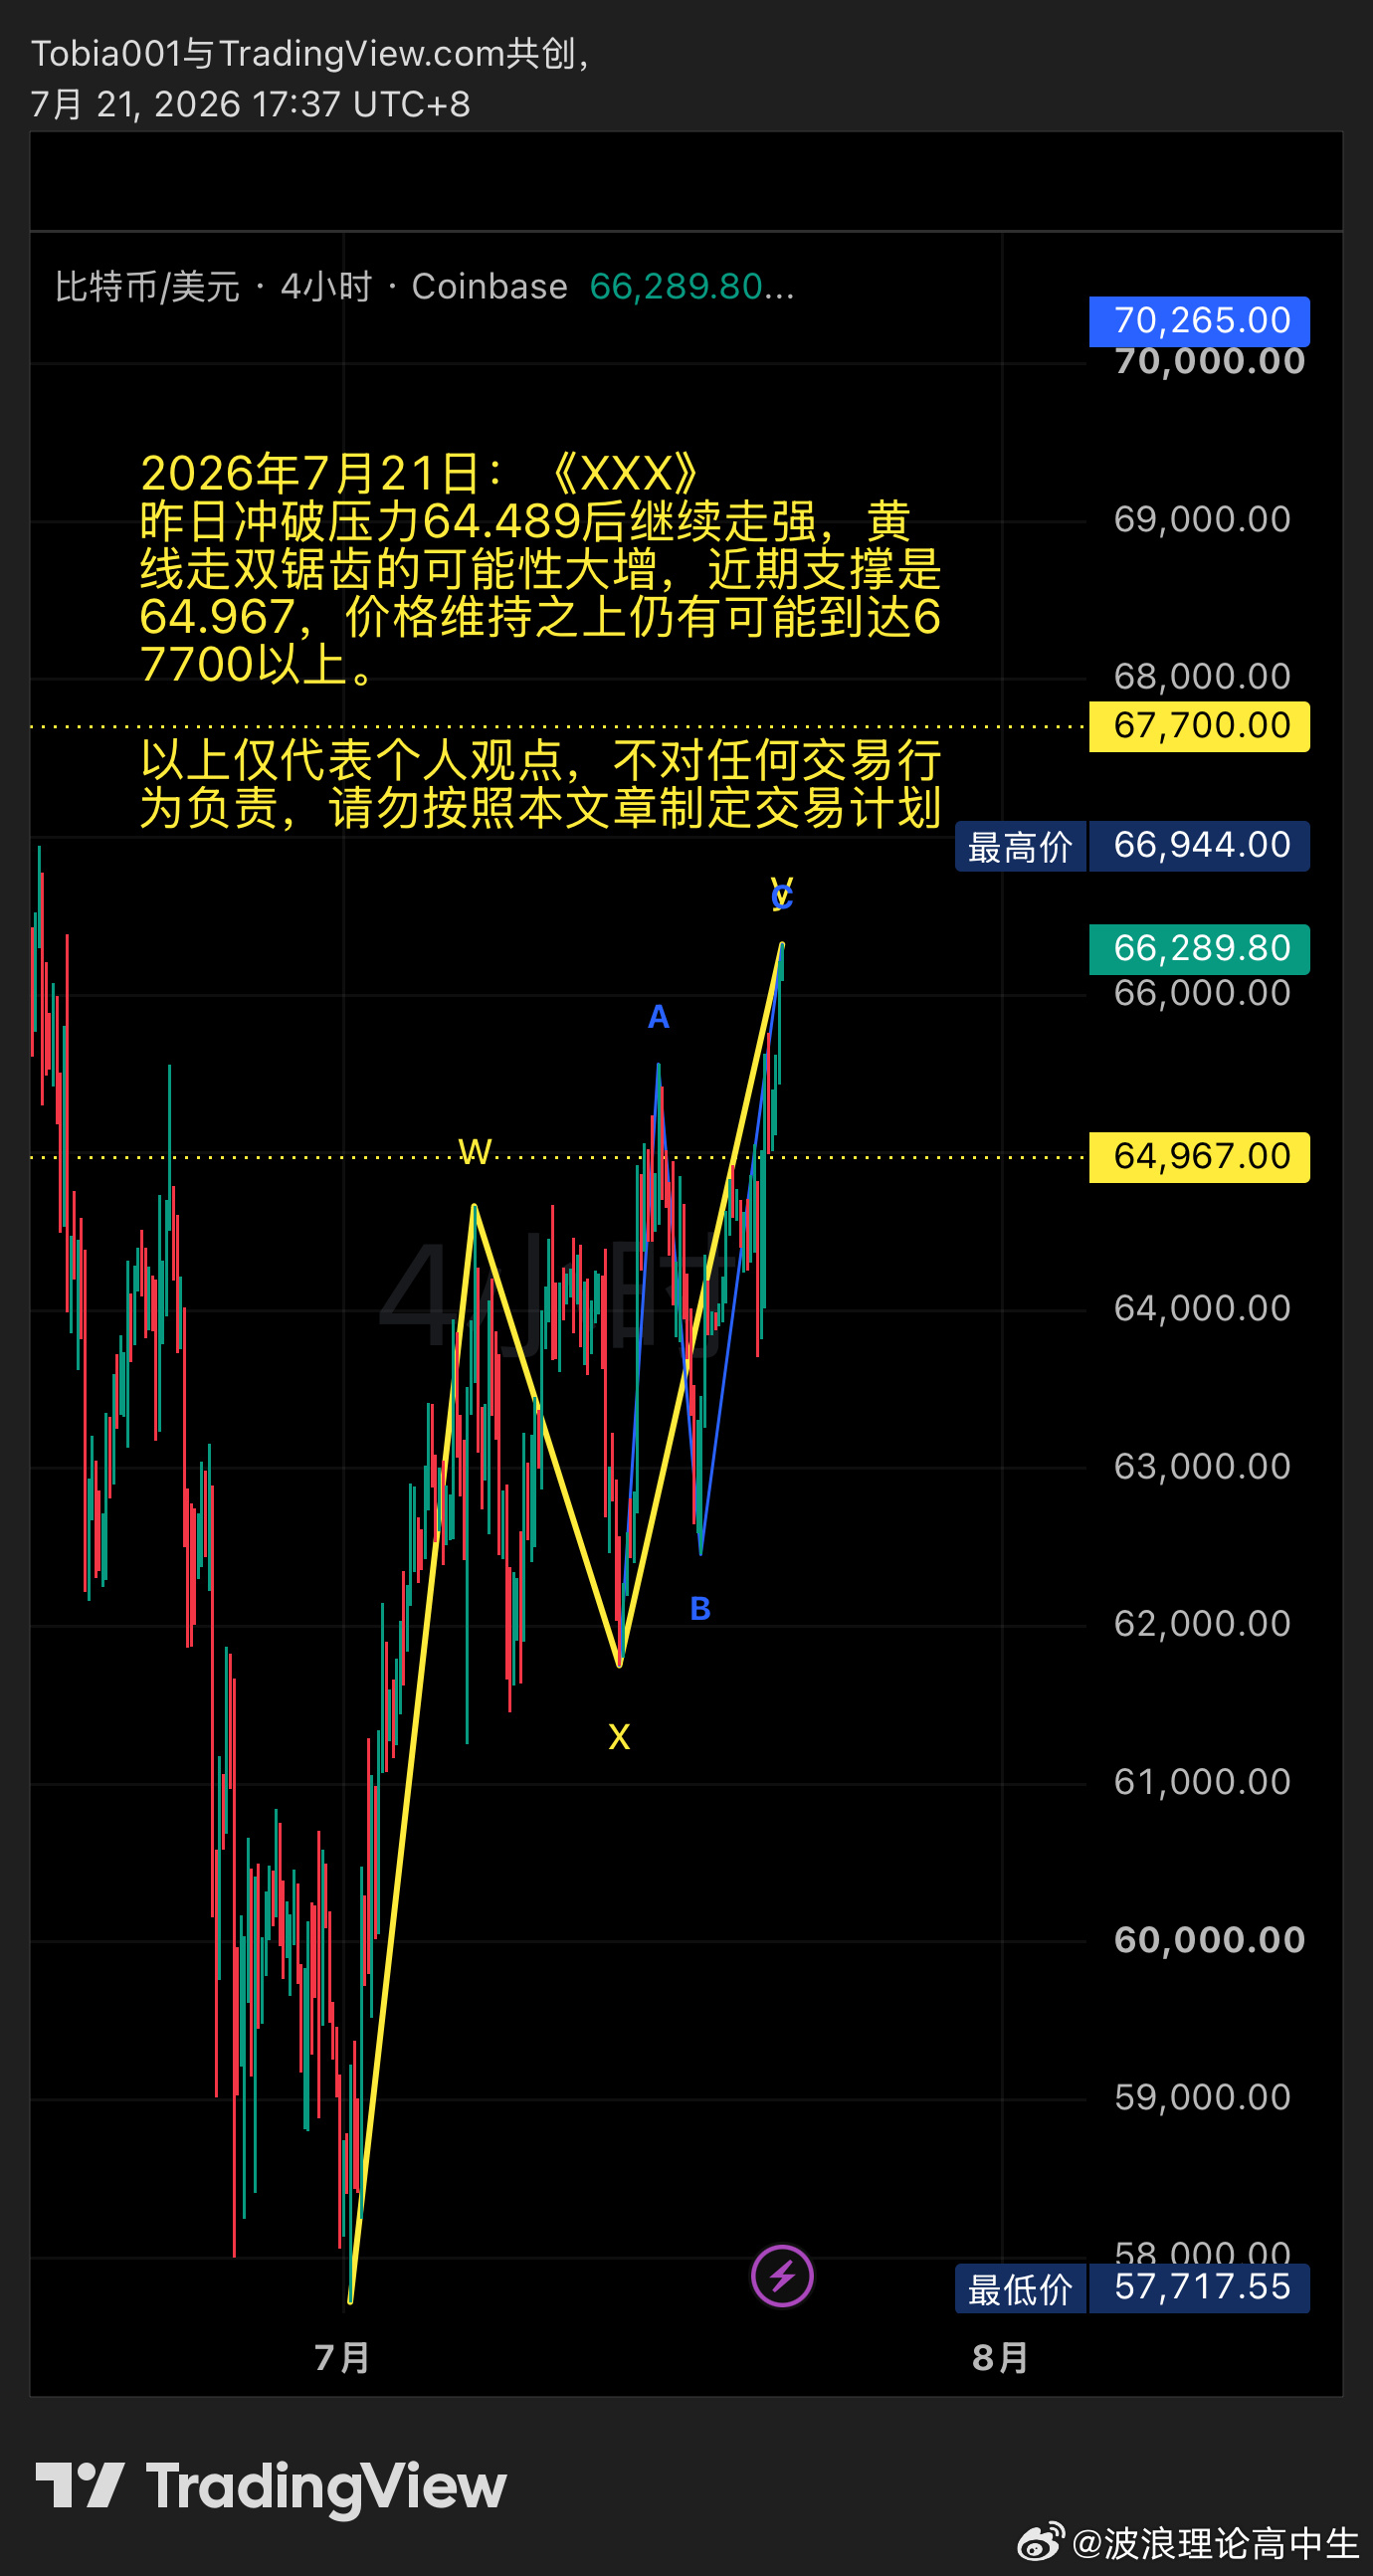 Tobia001与TradingView.com共创,
7月 21, 2026 17:37 UTC+8
比特币/美元 · 4小时 · Coinbase 66,289.80...
70,265.00
70,000.00
2026年7月21日：《XXX》
昨日冲破压力64.489后继续走强，黄
线走双锯齿的可能性大增，近期支撑是
64.967，价格维持之上仍有可能到达6
7700以上。
69,000.00
68,000.00
67,700.00
以上仅代表个人观点，不对任何交易行
为负责，请勿按照本文章制定交易计划
最高价 66,944.00
y
C
66,289.80
66,000.00
A
W
64,967.00
4小时
64,000.00
63,000.00
B
62,000.00
X
61,000.00
60,000.00
59,000.00
58,000.00
最低价 57,717.55
7月 8月
TradingView
@波浪理论高中生